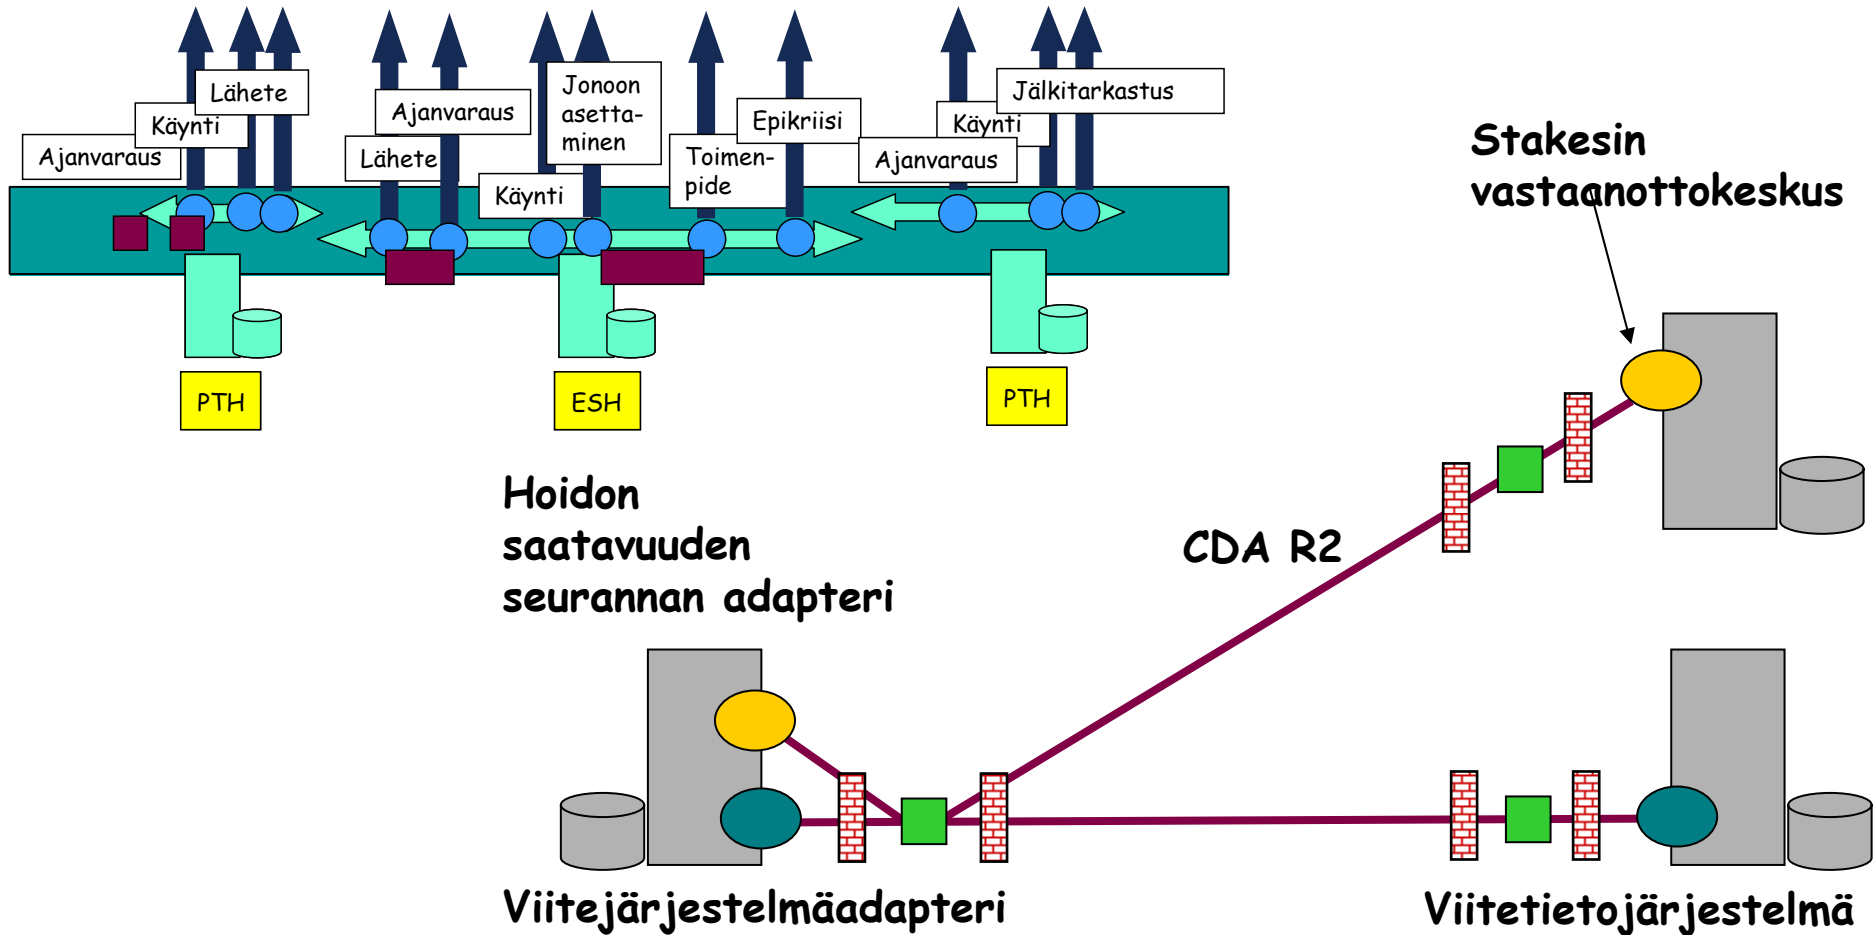 Ajanvaraus
Käynti
Lähete
Lähete
Ajanvaraus
Käynti
Jonoon
asetta-
minen
Toimen-
pide
Epikriisi
Ajanvaraus
Käynti
Jälkitarkastus
PTH
ESH
PTH
Stakesin
vastaanottokeskus
Hoidon
saatavuuden
seurannan adapteri
CDA R2
Viitejärjestelmäadapteri
Viitetietojärjestelmä